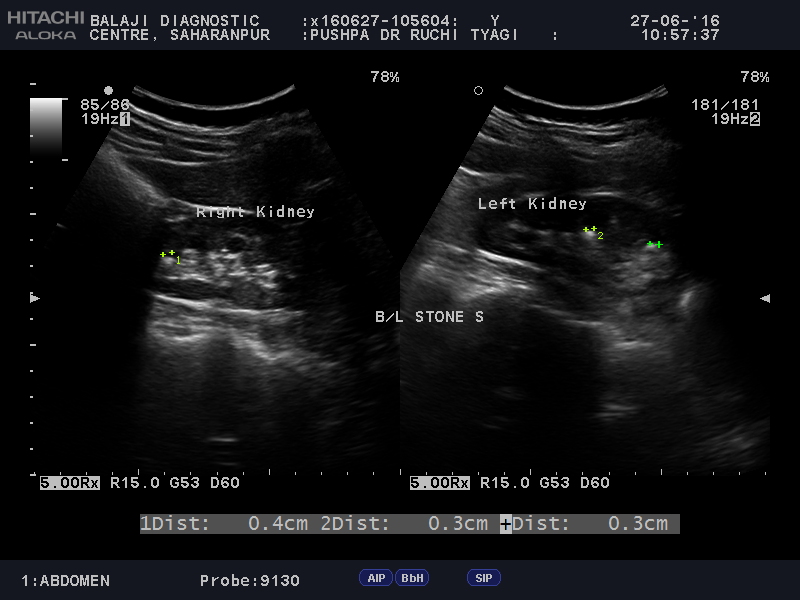 HITACHI BALAJI DIAGNOSTIC :x160627-105604: Y 27-06-'16
ALOKA CENTRE, SAHARANPUR :PUSHPA DR RUCHI TYAGI : 10:57:37
78% 78%
85/86 181/181
19Hz1 19Hz2
Right Kidney Left Kidney
1 2
B/L STONE S
5.00Rx R15.0 G53 D60 5.00Rx R15.0 G53 D60
1Dist: 0.4cm 2Dist: 0.3cm +Dist: 0.3cm
1:ABDOMEN Probe:9130 AIP BbH SIP